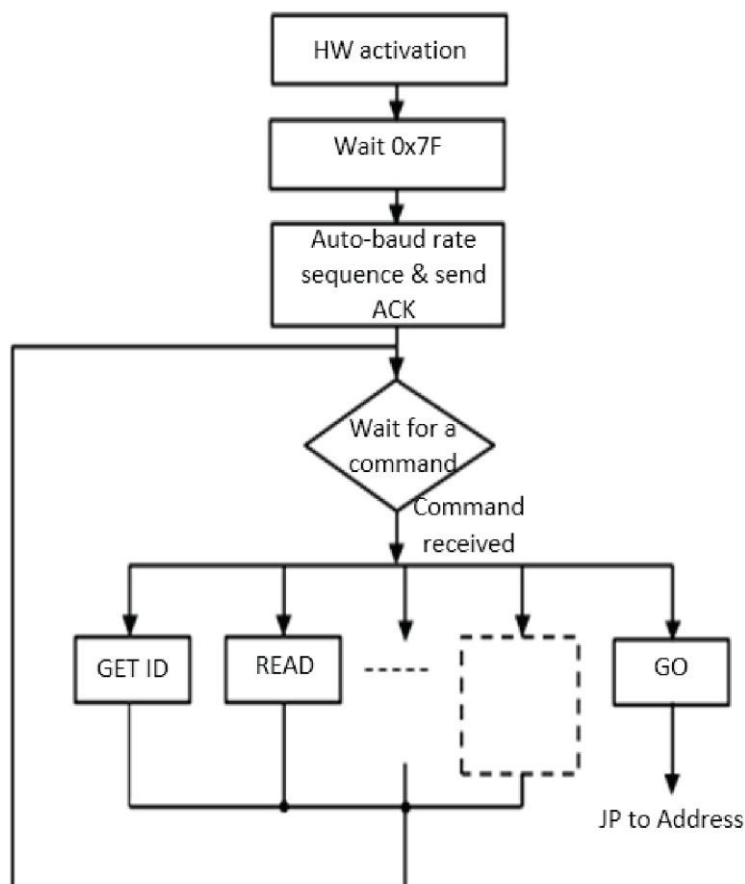 HW activation
Wait 0x7F
Auto-baud rate
sequence & send
ACK
Wait for a
command
Command
received
GET ID
READ
GO
JP to Address